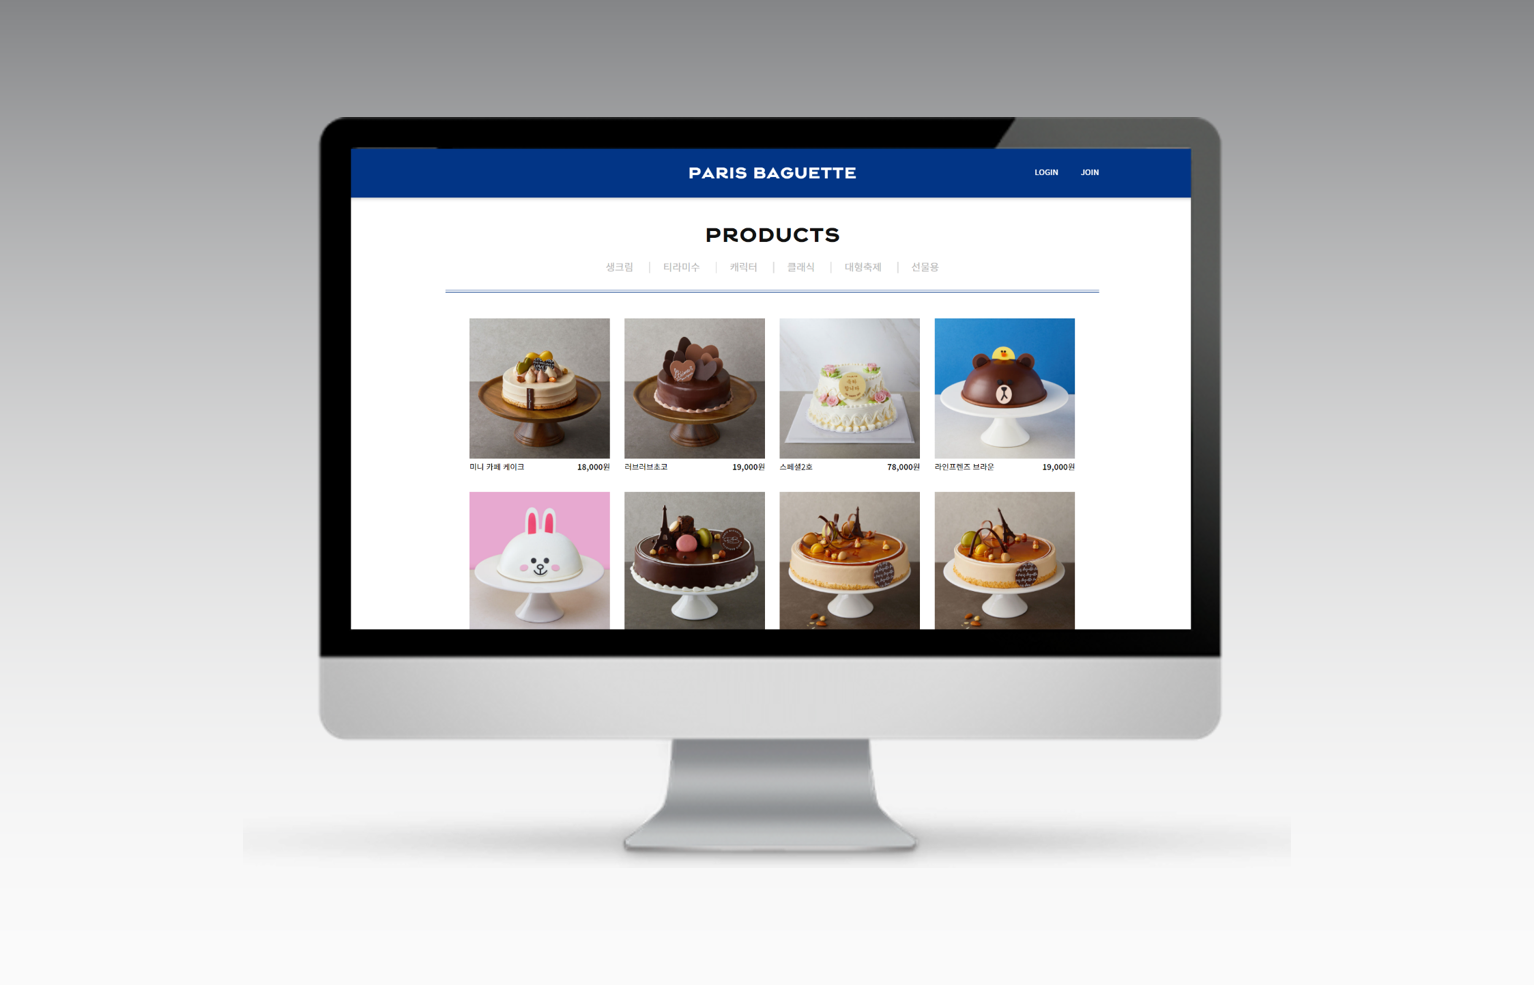 PARIS BAGUETTE
LOGIN JOIN
PRODUCTS
생크림 | 티라미수 | 캐릭터 | 클래식 | 대형축제 | 선물용
미니 카페 케이크 18,000원
러브러브초코 19,000원
스페셜2호 78,000원
라인프렌즈 브라운 19,000원